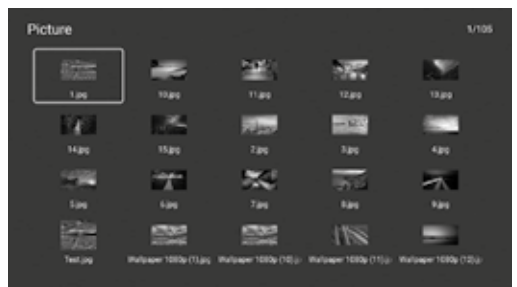 Picture 1/105
1.jpg 10.jpg 11.jpg 12.jpg 13.jpg
14.jpg 15.jpg 2.jpg 3.jpg 4.jpg
5.jpg 6.jpg 7.jpg 8.jpg 9.jpg
Test.jpg Wallpaper 1080p (1).jpg Wallpaper 1080p (10).j Wallpaper 1080p (11).j Wallpaper 1080p (12).j